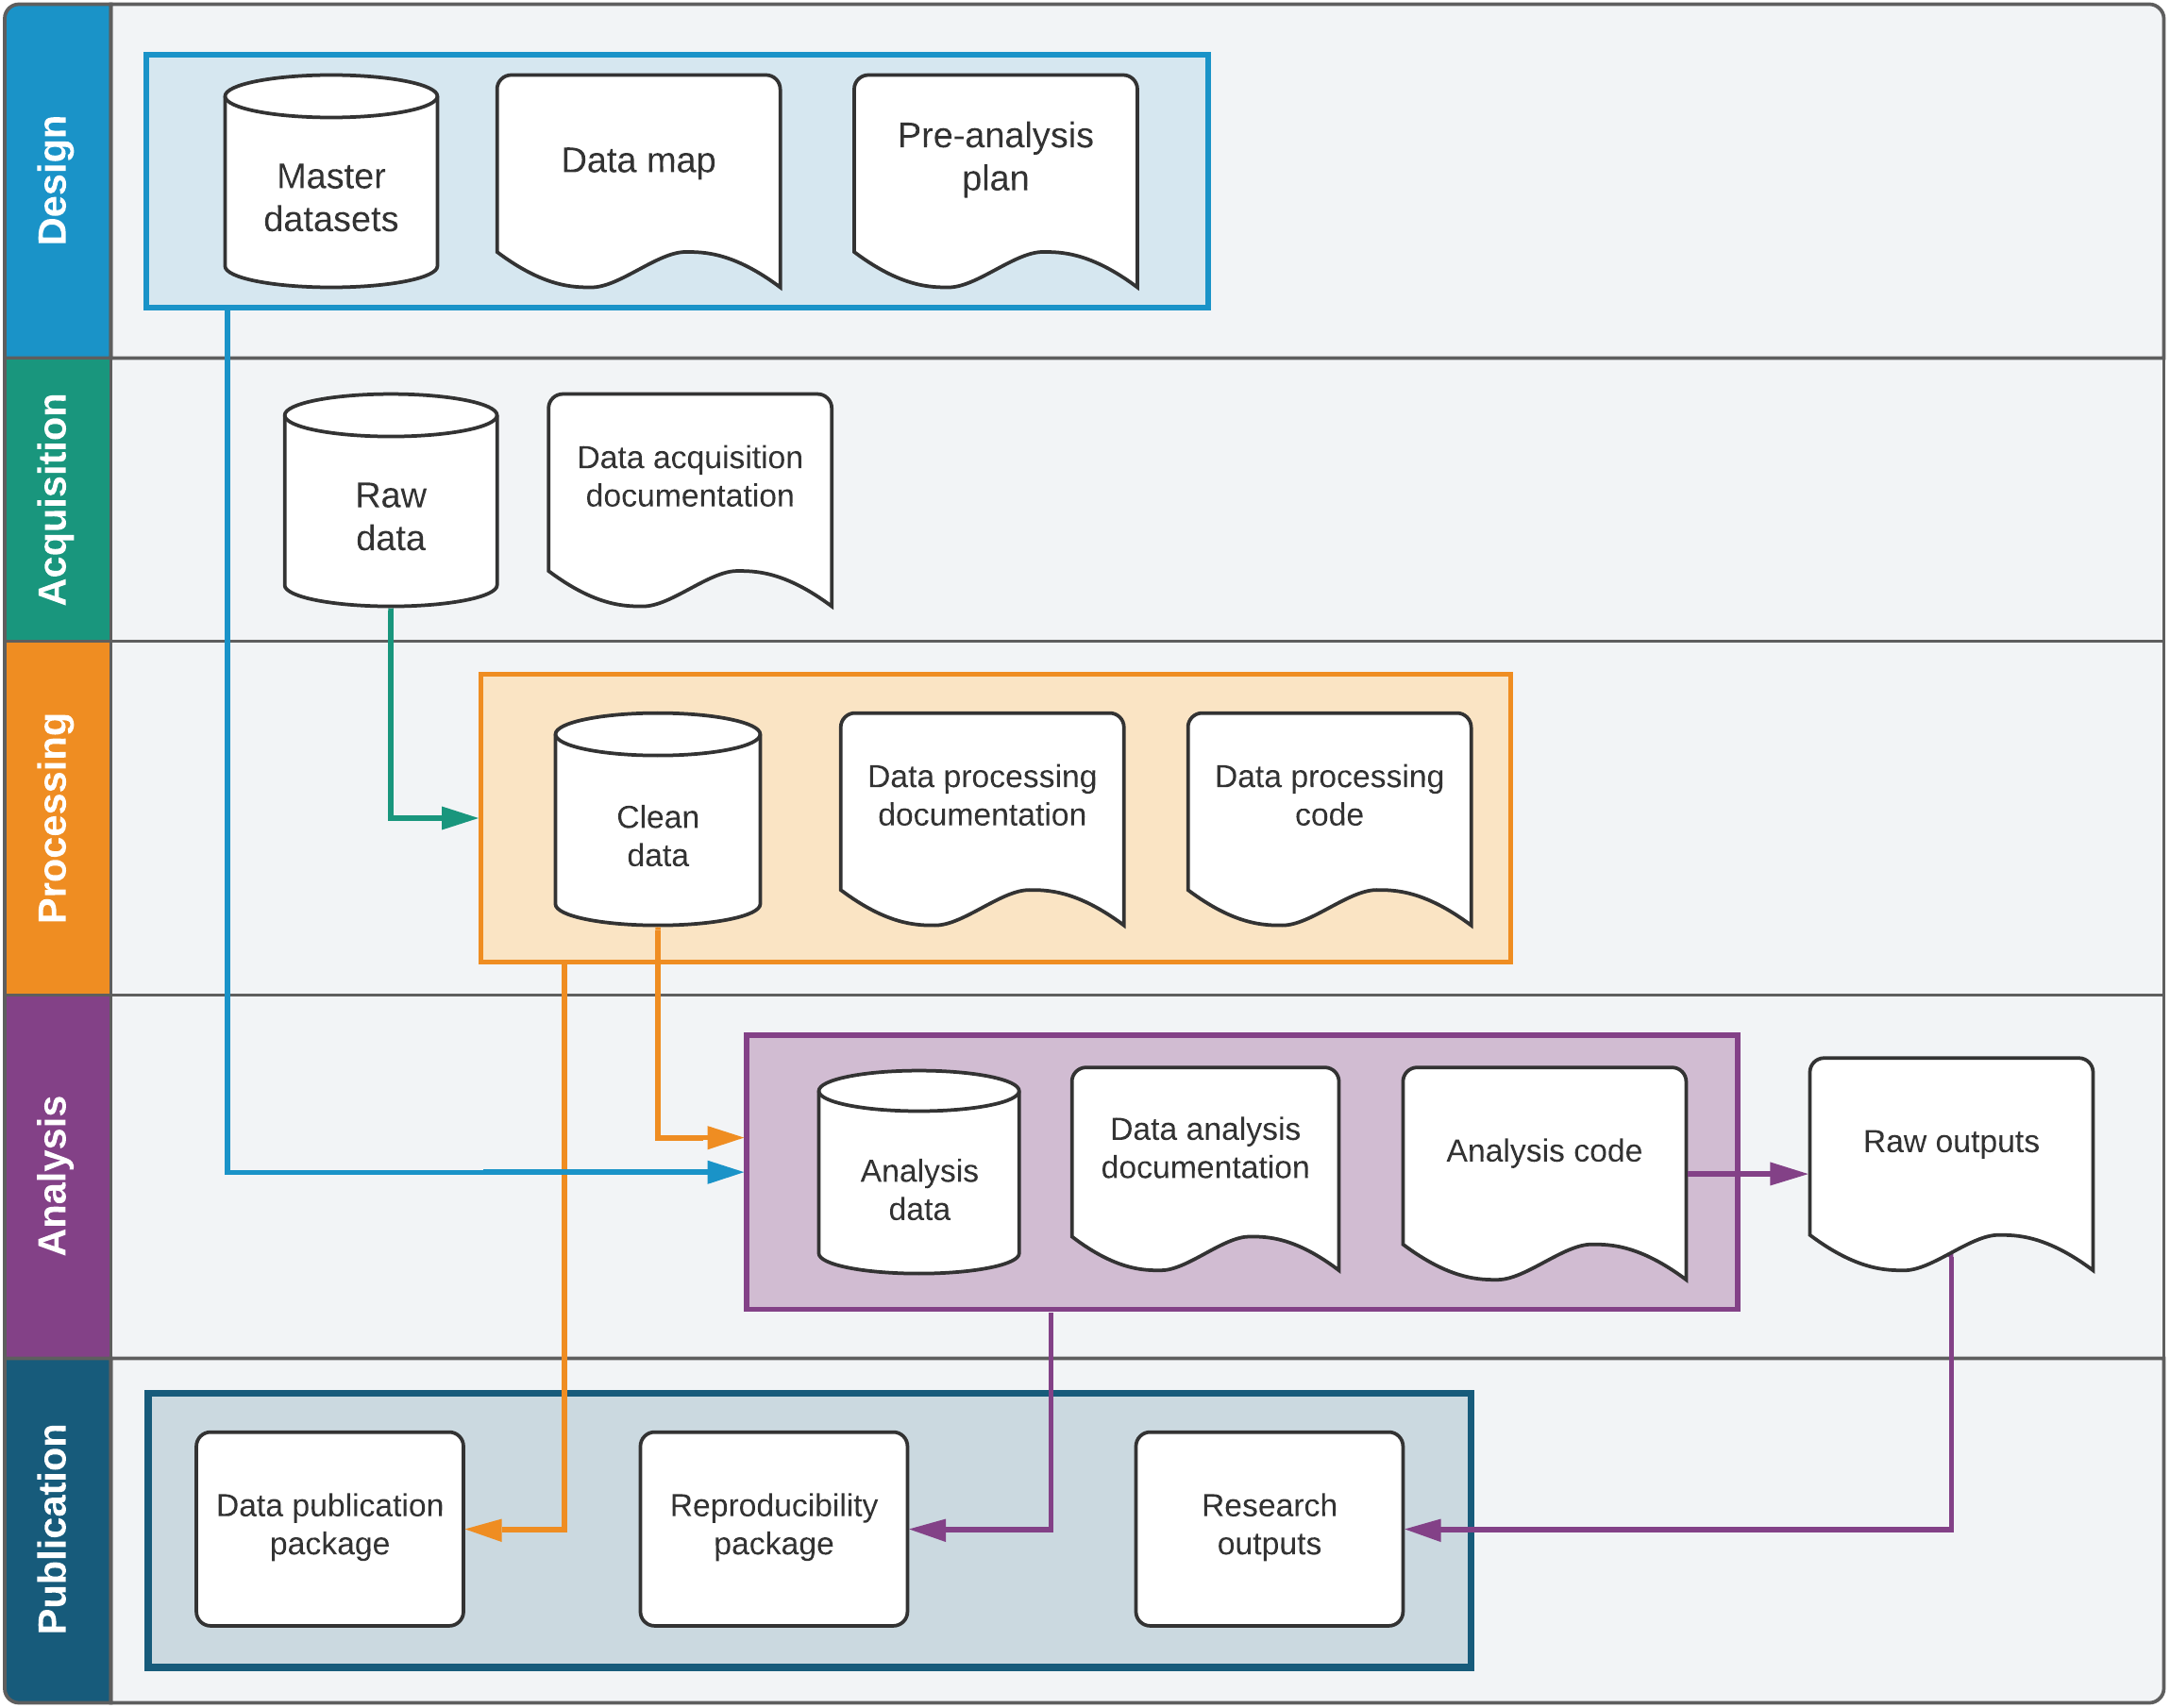 Design
Master
datasets
Data map
Pre-analysis
plan
Acquisition
Raw
data
Data acquisition
documentation
Processing
Clean
data
Data processing
documentation
Data processing
code
Analysis
Analysis
data
Data analysis
documentation
Analysis code
Raw outputs
Publication
Data publication
package
Reproducibility
package
Research
outputs